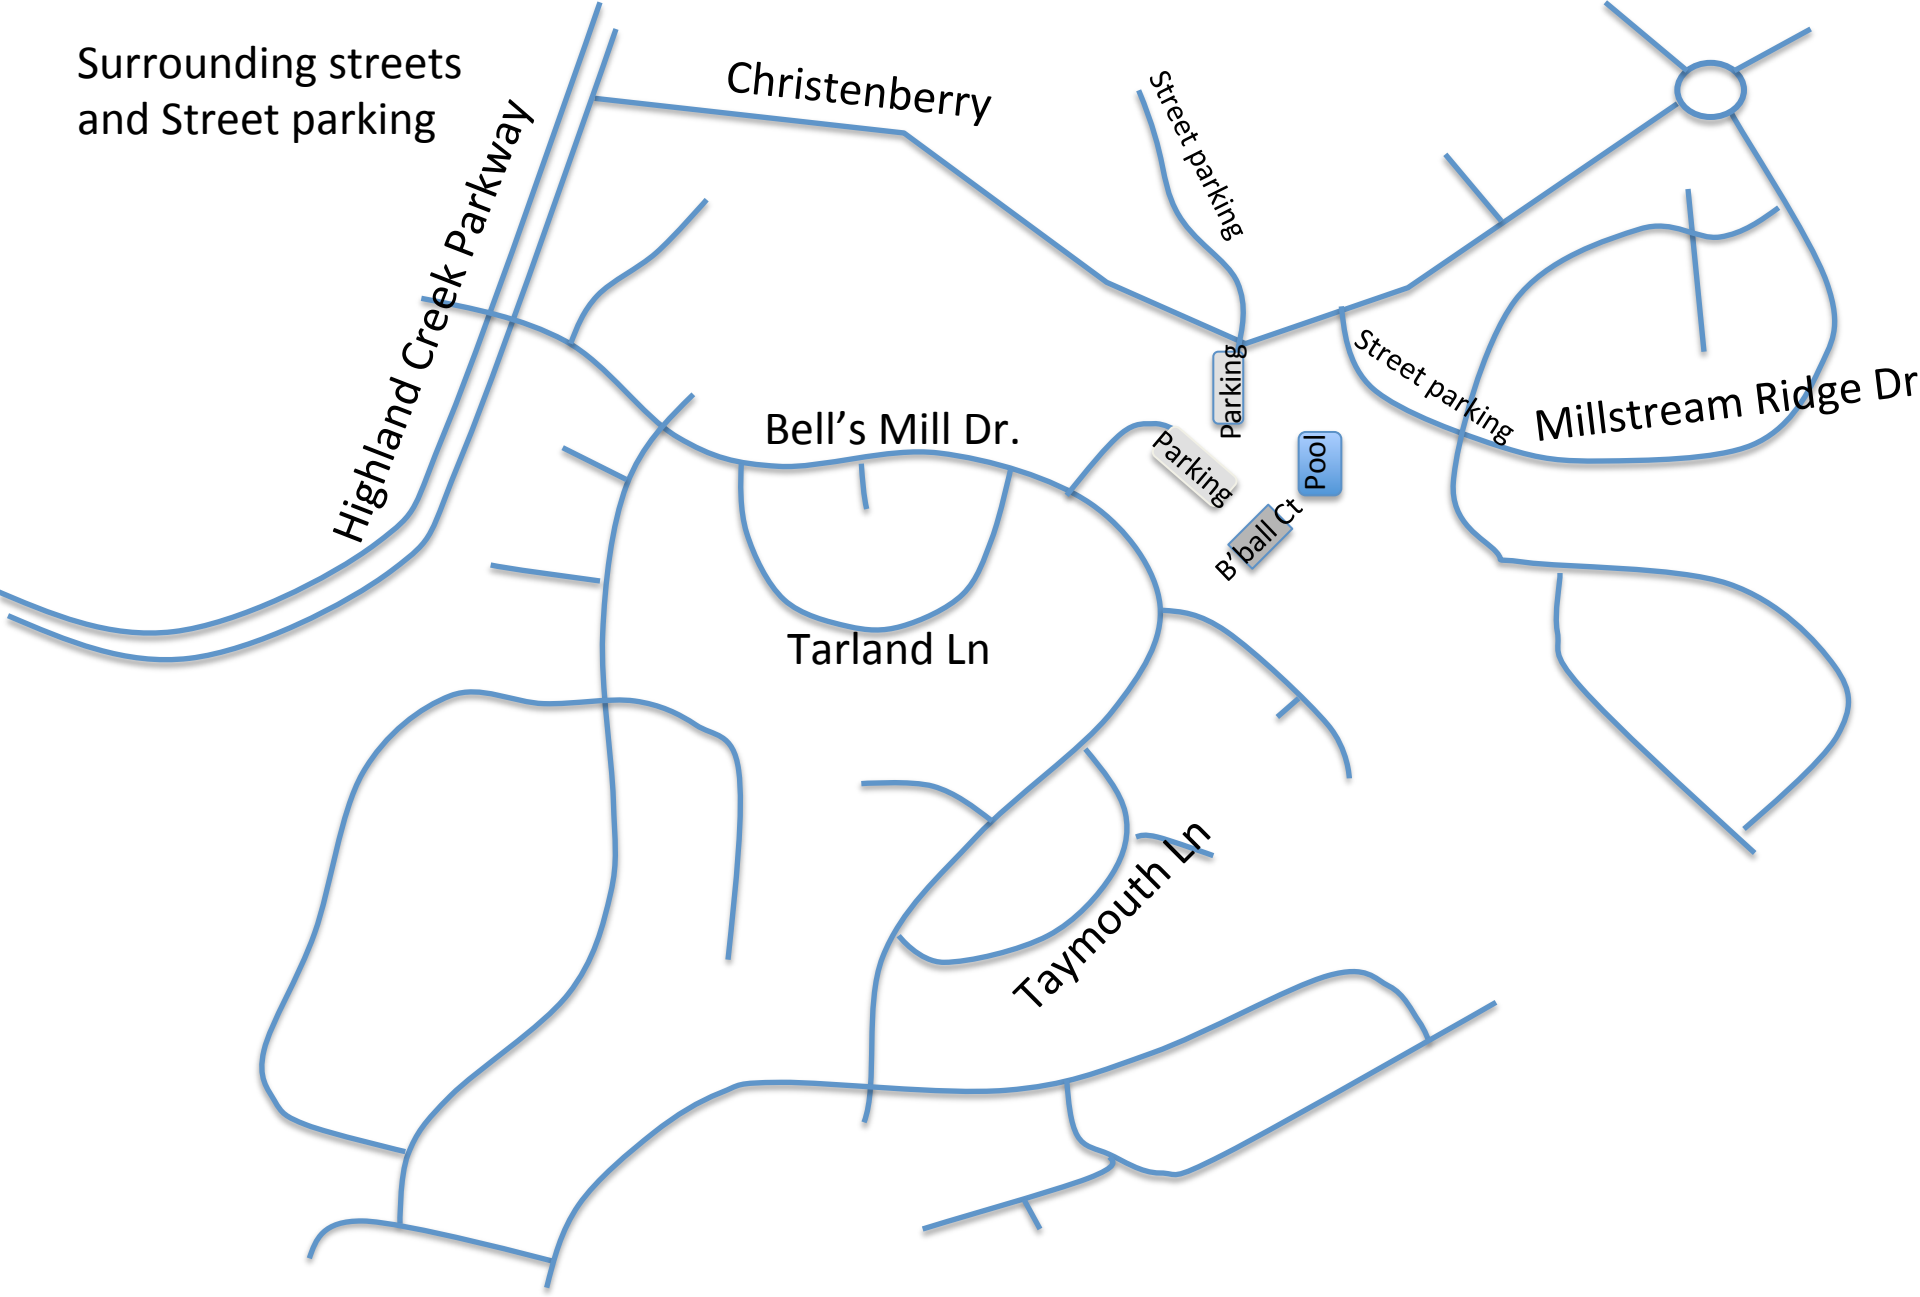 Surrounding streets
and Street parking
Christenberry
Highland Creek Parkway
Street parking
Street parking
Millstream Ridge Dr
Parking
Bell’s Mill Dr.
Parking
Pool
B’ball Ct
Tarland Ln
Taymouth Ln